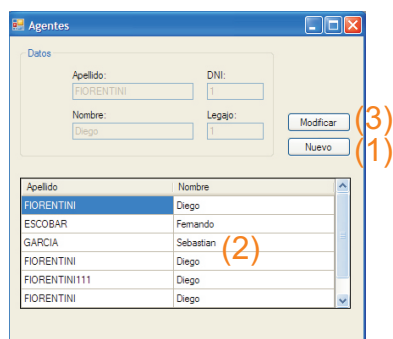 Agentes
Datos
Apellido: DNI:
FIORENTINI 1
Nombre: Legajo:
Diego 1
Modificar (3)
Nuevo (1)
Apellido Nombre
FIORENTINI Diego
ESCOBAR Fernando
GARCIA Sebastian (2)
FIORENTINI Diego
FIORENTINI111 Diego
FIORENTINI Diego